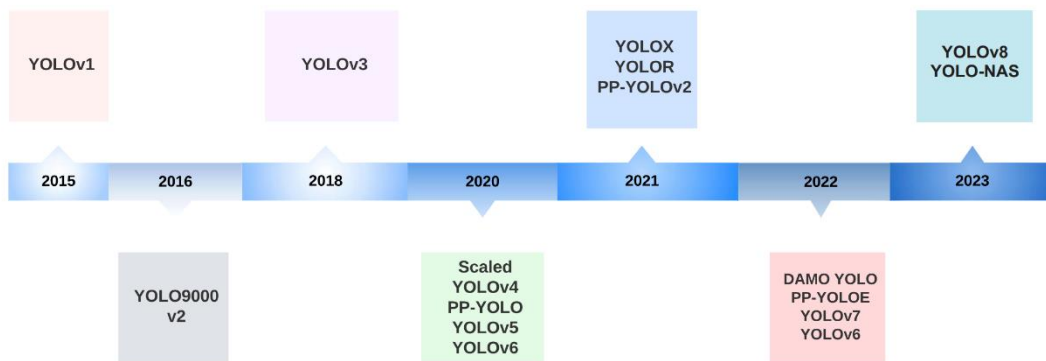 YOLOv1
YOLOv3
YOLOX
YOLOR
PP-YOLOv2
YOLOv8
YOLO-NAS
2015
2016
2018
2020
2021
2022
2023
YOLO9000
v2
Scaled
YOLOv4
PP-YOLO
YOLOv5
YOLOv6
DAMO YOLO
PP-YOLOE
YOLOv7
YOLOv6